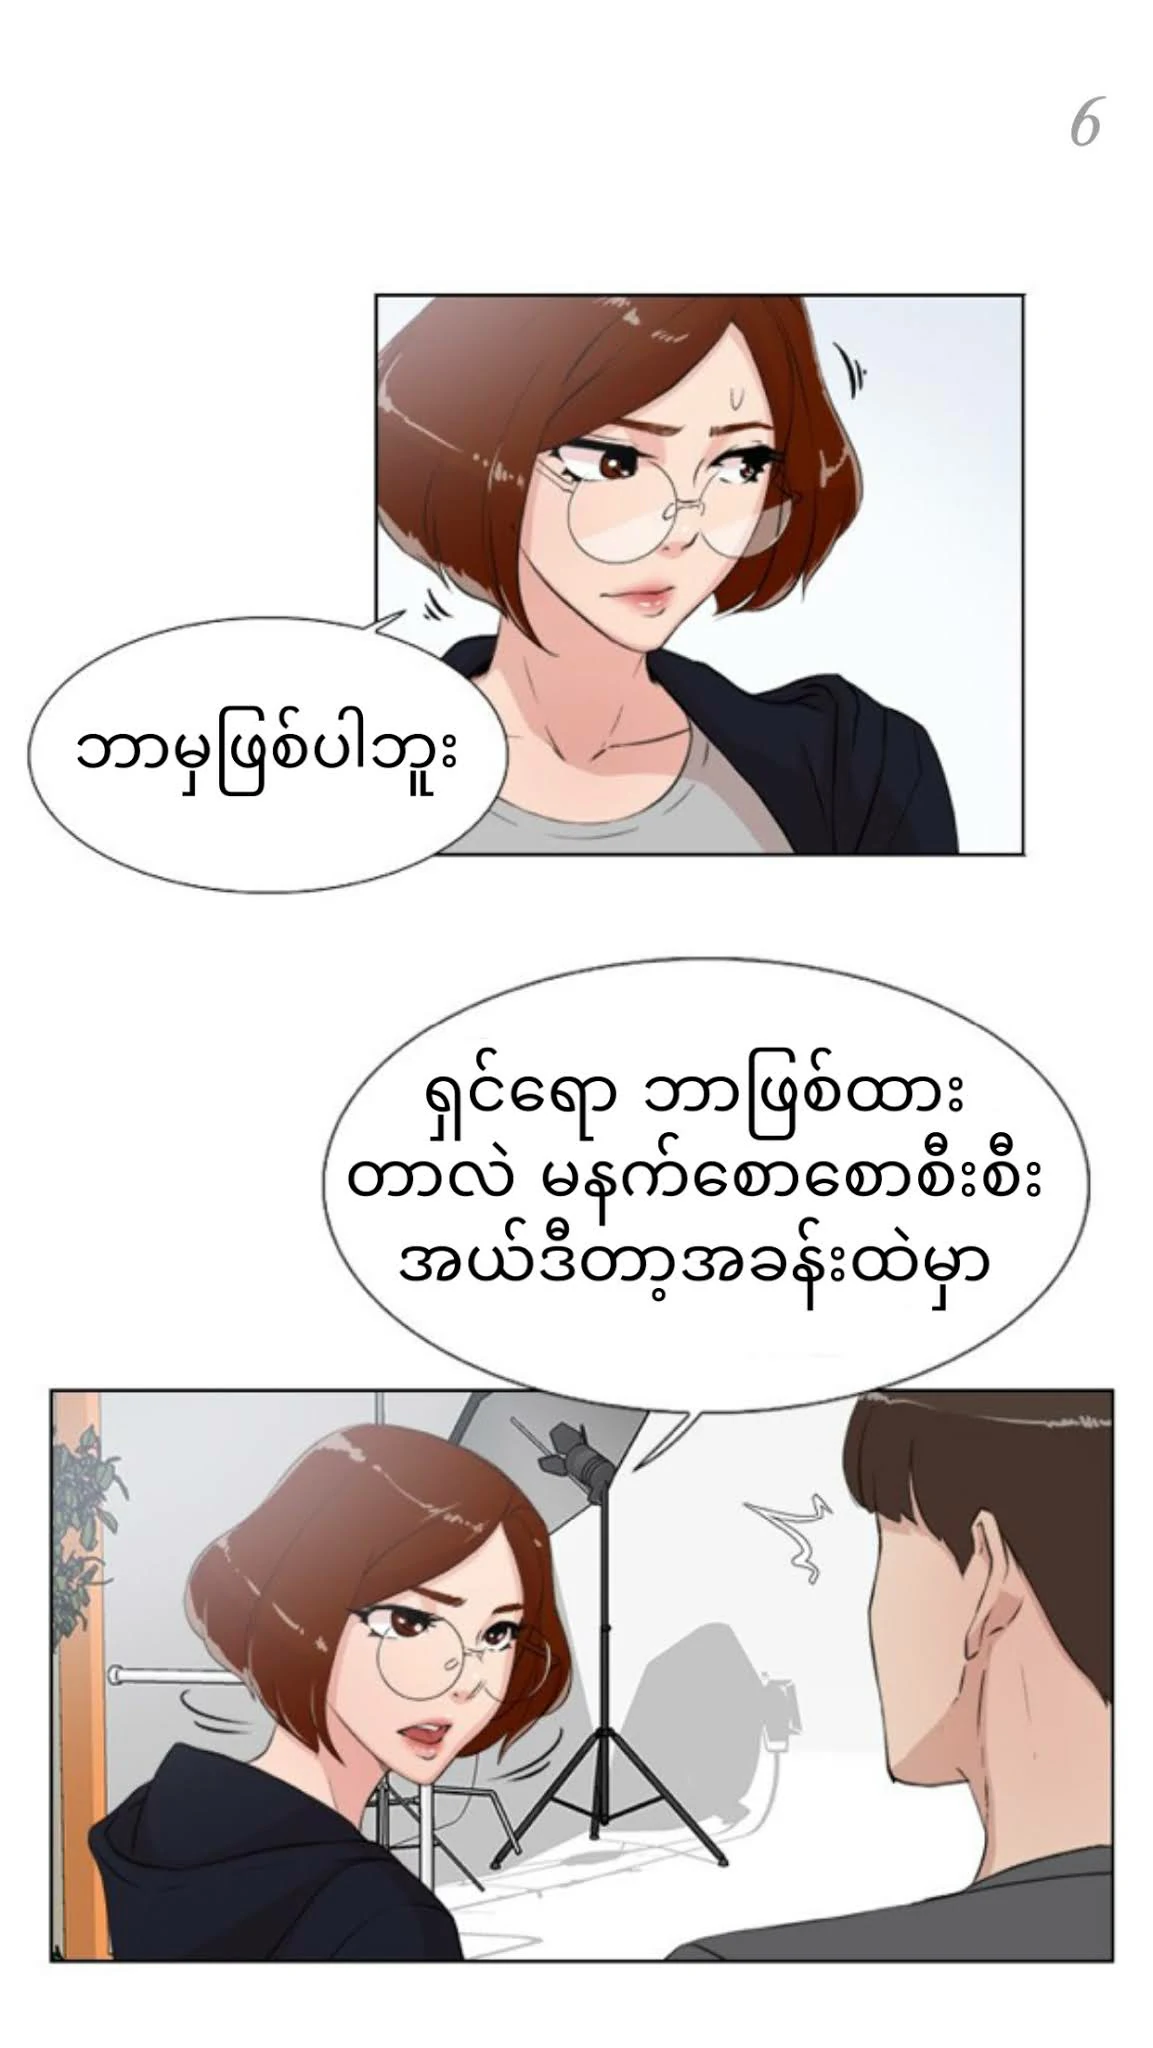 6
ဘာမှဖြစ်ပါဘူး
ရှင်ရော ဘာဖြစ်ထား
တာလဲ မနက်စောစောစီးစီး
အယ်ဒီတာ့အခန်းထဲမှာ